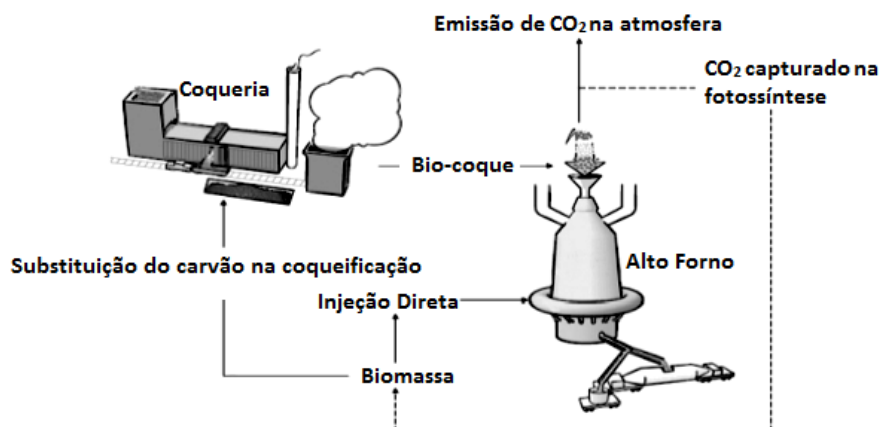 Emissão de CO₂ na atmosfera
Coqueria
CO₂ capturado na
fotossíntese
Bio-coque
Substituição do carvão na coqueificação
Alto Forno
Injeção Direta
Biomassa